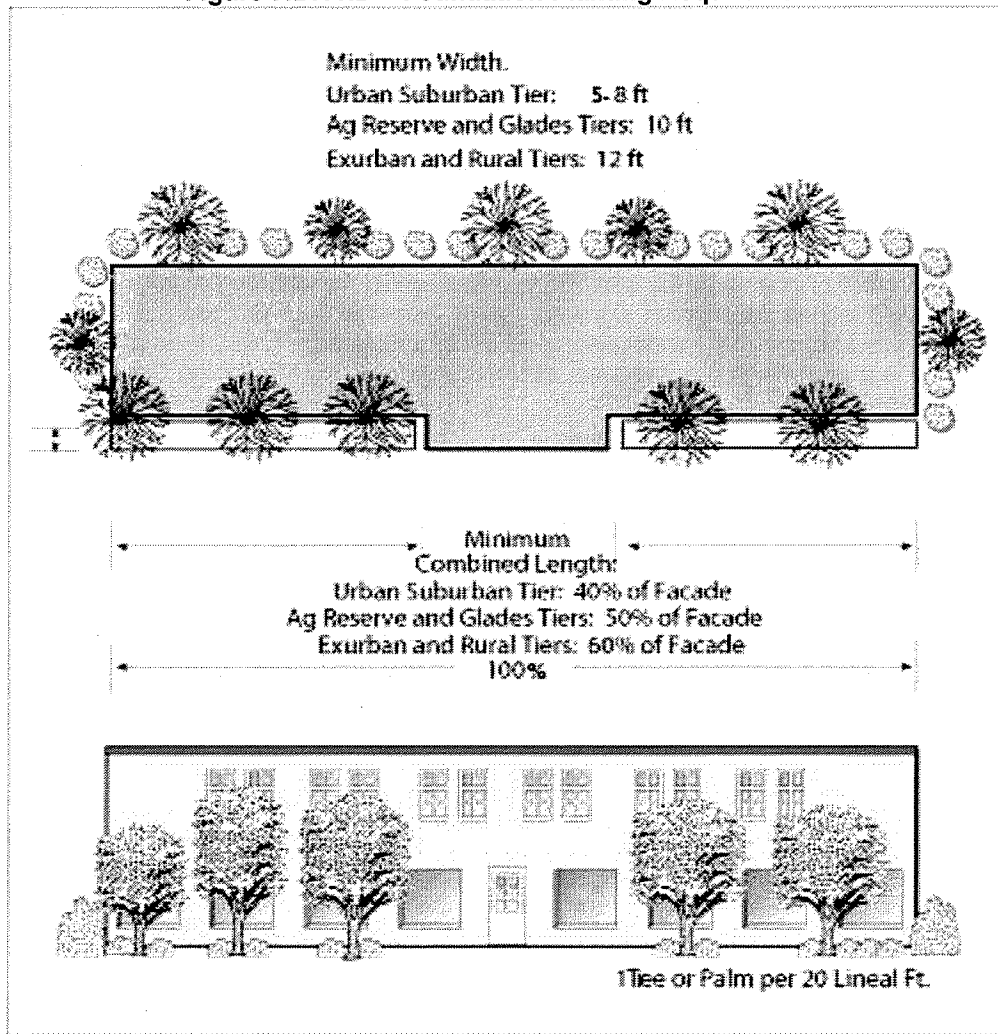 Minimum Width.
Urban Suburban Tier: 5-8 ft
Ag Reserve and Glades Tiers: 10 ft
Exurban and Rural Tiers: 12 ft
Minimum
Combined Length:
Urban Suburban Tier: 40% of Facade
Ag Reserve and Glades Tiers: 50% of Facade
Exurban and Rural Tiers: 60% of Facade
100%
1Tree or Palm per 20 Lineal Ft.